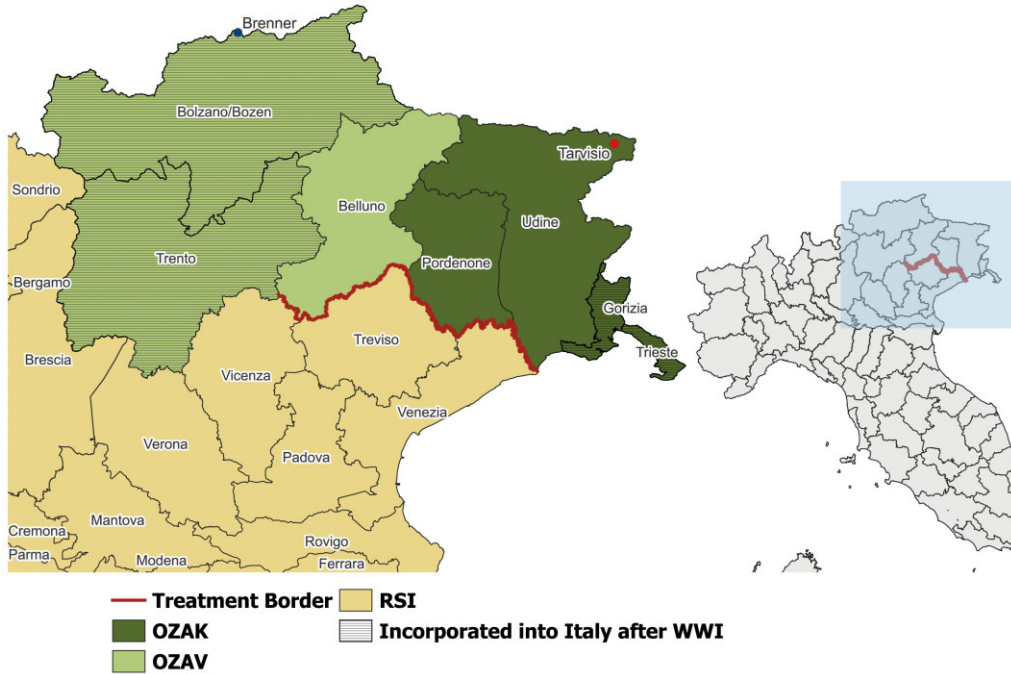 Brenner
Bolzano/Bozen
Tarvisio
Sondrio
Belluno
Udine
Trento
Pordenone
Bergamo
Gorizia
Treviso
Trieste
Brescia
Vicenza
Venezia
Verona
Padova
Mantova
Cremona
Rovigo
Parma
Modena
Ferrara
Treatment Border
RSI
OZAK
Incorporated into Italy after WWI
OZAV